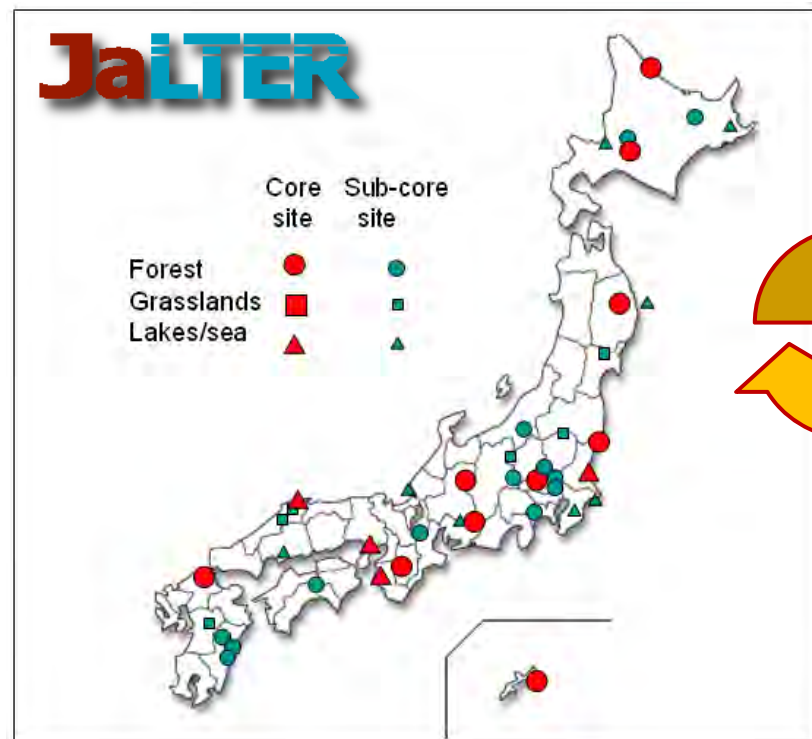 JaLTER
Core site
Sub-core site
Forest
Grasslands
Lakes/sea